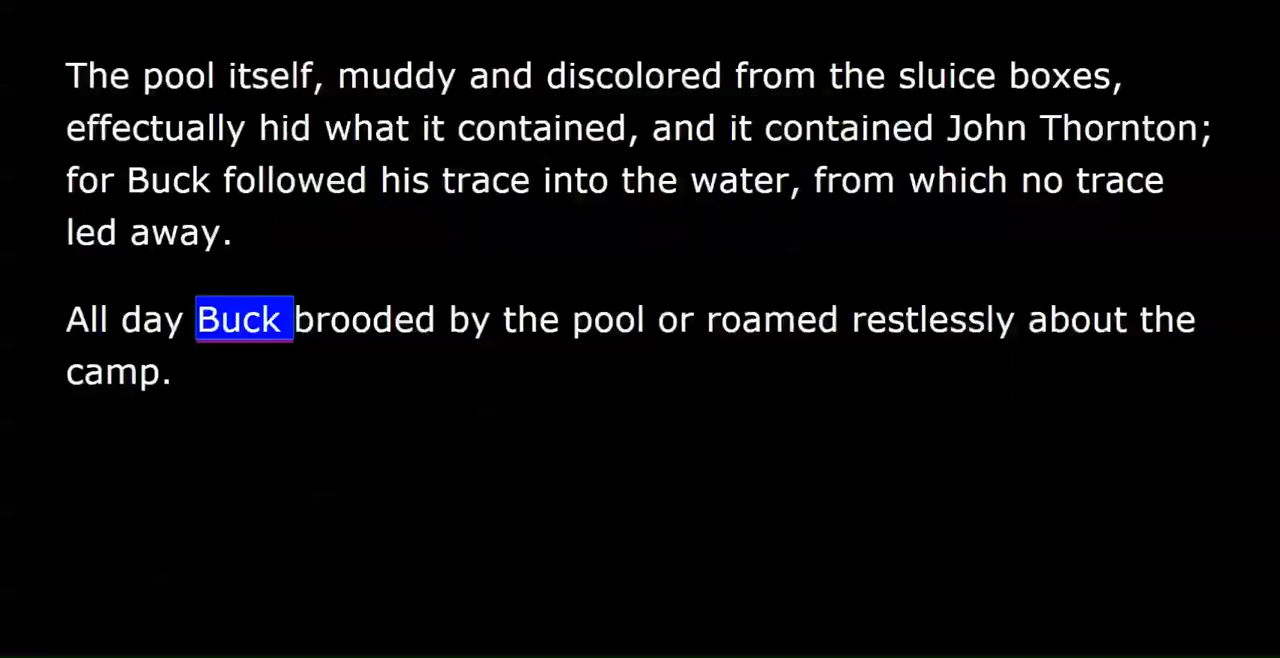 The pool itself, muddy and discolored from the sluice boxes,
effectually hid what it contained, and it contained John Thornton;
for Buck followed his trace into the water, from which no trace
led away.
All day Buck brooded by the pool or roamed restlessly about the
camp.